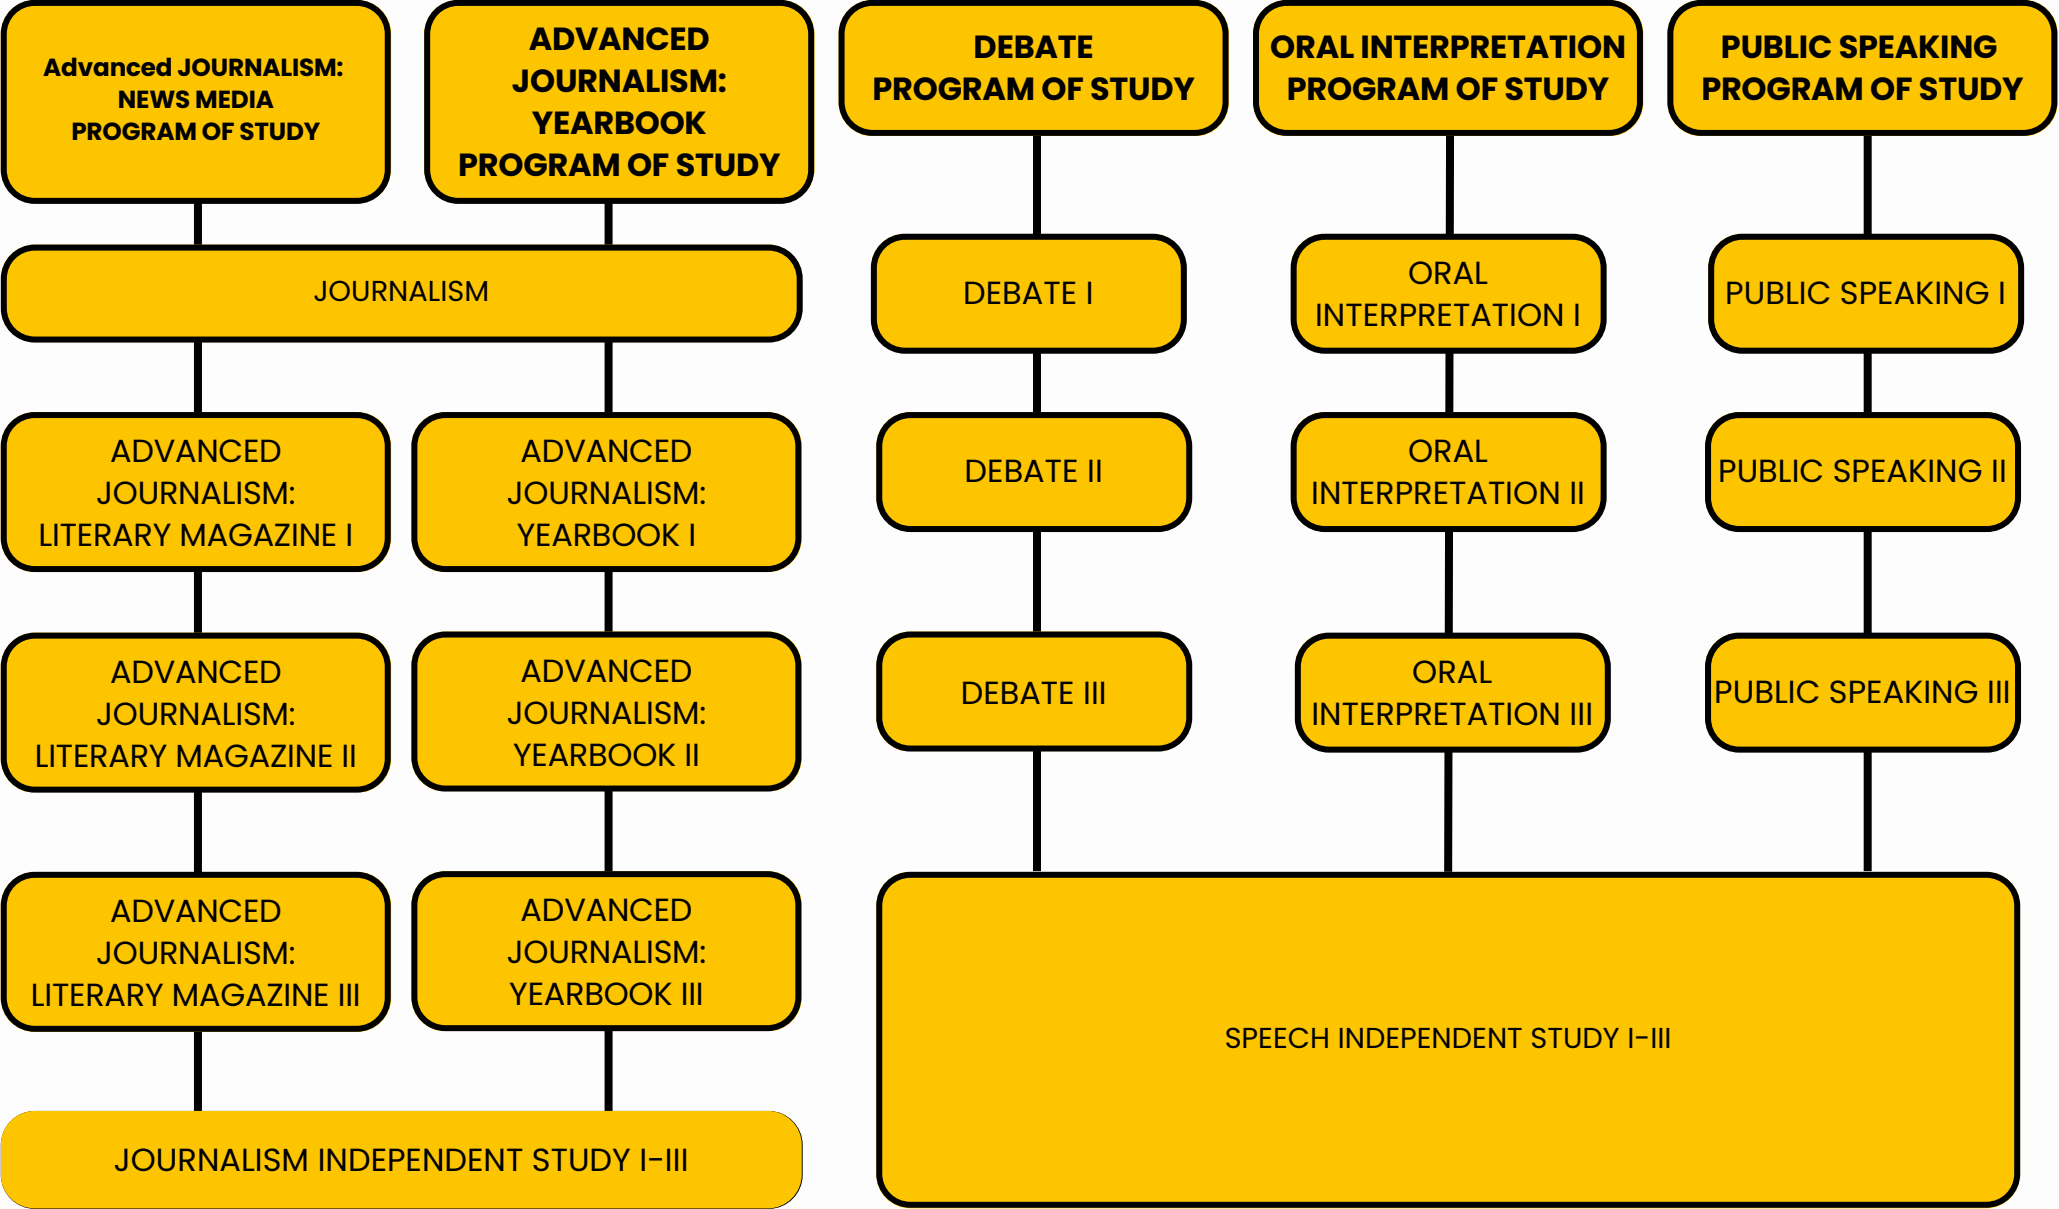 Advanced JOURNALISM:
NEWS MEDIA
PROGRAM OF STUDY
ADVANCED
JOURNALISM:
YEARBOOK
PROGRAM OF STUDY
DEBATE
PROGRAM OF STUDY
ORAL INTERPRETATION
PROGRAM OF STUDY
PUBLIC SPEAKING
PROGRAM OF STUDY
JOURNALISM
DEBATE I
ORAL
INTERPRETATION I
PUBLIC SPEAKING I
ADVANCED
JOURNALISM:
LITERARY MAGAZINE I
ADVANCED
JOURNALISM:
YEARBOOK I
DEBATE II
ORAL
INTERPRETATION II
PUBLIC SPEAKING II
ADVANCED
JOURNALISM:
LITERARY MAGAZINE II
ADVANCED
JOURNALISM:
YEARBOOK II
DEBATE III
ORAL
INTERPRETATION III
PUBLIC SPEAKING III
ADVANCED
JOURNALISM:
LITERARY MAGAZINE III
ADVANCED
JOURNALISM:
YEARBOOK III
SPEECH INDEPENDENT STUDY I-III
JOURNALISM INDEPENDENT STUDY I-III